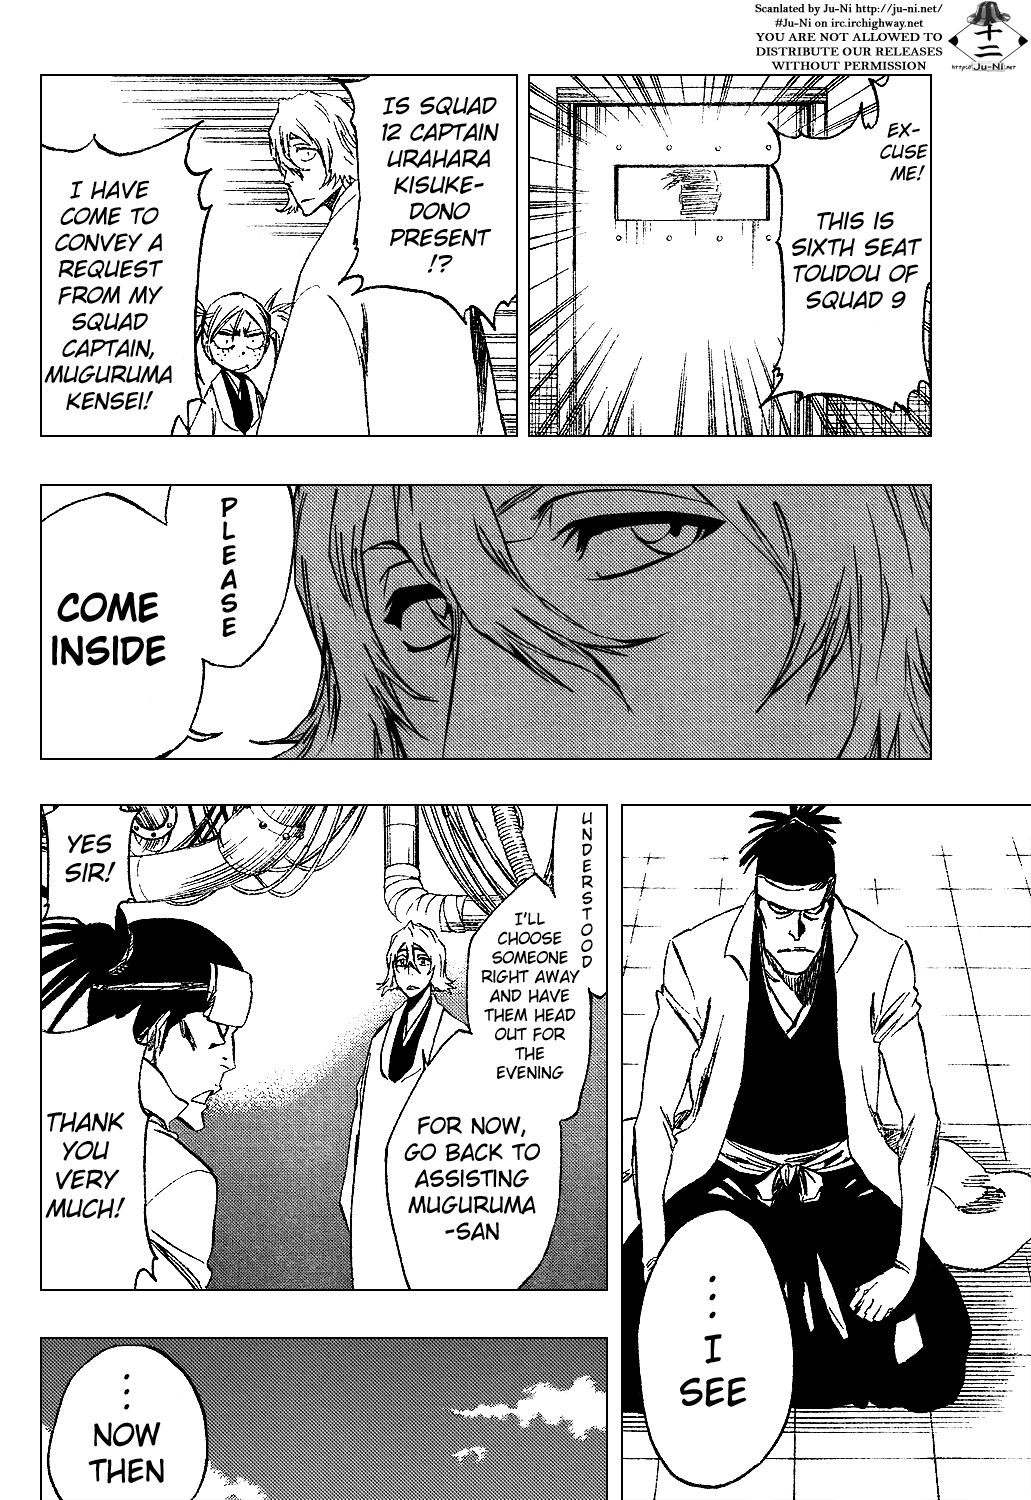 Scanlated by Ju-Ni http://ju-ni.net/
#Ju-Ni on irc.irchighway.net
YOU ARE NOT ALLOWED TO
DISTRIBUTE OUR RELEASES
WITHOUT PERMISSION
十二
http:// Ju-Ni.net
EX-
CUSE
ME!
THIS IS
SIXTH SEAT
TOUDOU OF
SQUAD 9
IS SQUAD
12 CAPTAIN
URAHARA
KISUKE-
DONO
PRESENT
!?
I HAVE
COME TO
CONVEY A
REQUEST
FROM MY
SQUAD
CAPTAIN,
MUGURUMA
KENSEI!
PLEASE
COME
INSIDE
...
I
SEE
UNDERSTOOD
I'LL
CHOOSE
SOMEONE
RIGHT AWAY
AND HAVE
THEM HEAD
OUT FOR
THE
EVENING
FOR NOW,
GO BACK TO
ASSISTING
MUGURUMA
-SAN
YES
SIR!
THANK
YOU
VERY
MUCH!
...
NOW
THEN